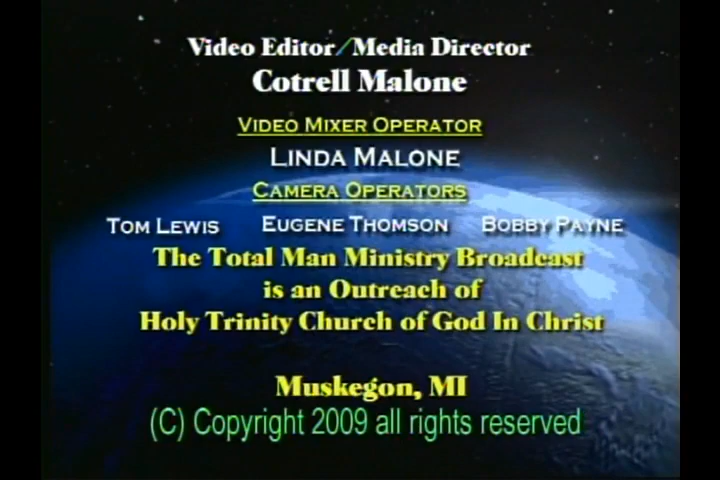 Video Editor/Media Director
Cotrell Malone
VIDEO MIXER OPERATOR
LINDA MALONE
CAMERA OPERATORS
TOM LEWIS EUGENE THOMSON BOBBY PAYNE
The Total Man Ministry Broadcast
is an Outreach of
Holy Trinity Church of God In Christ
Muskegon, MI
(C) Copyright 2009 all rights reserved